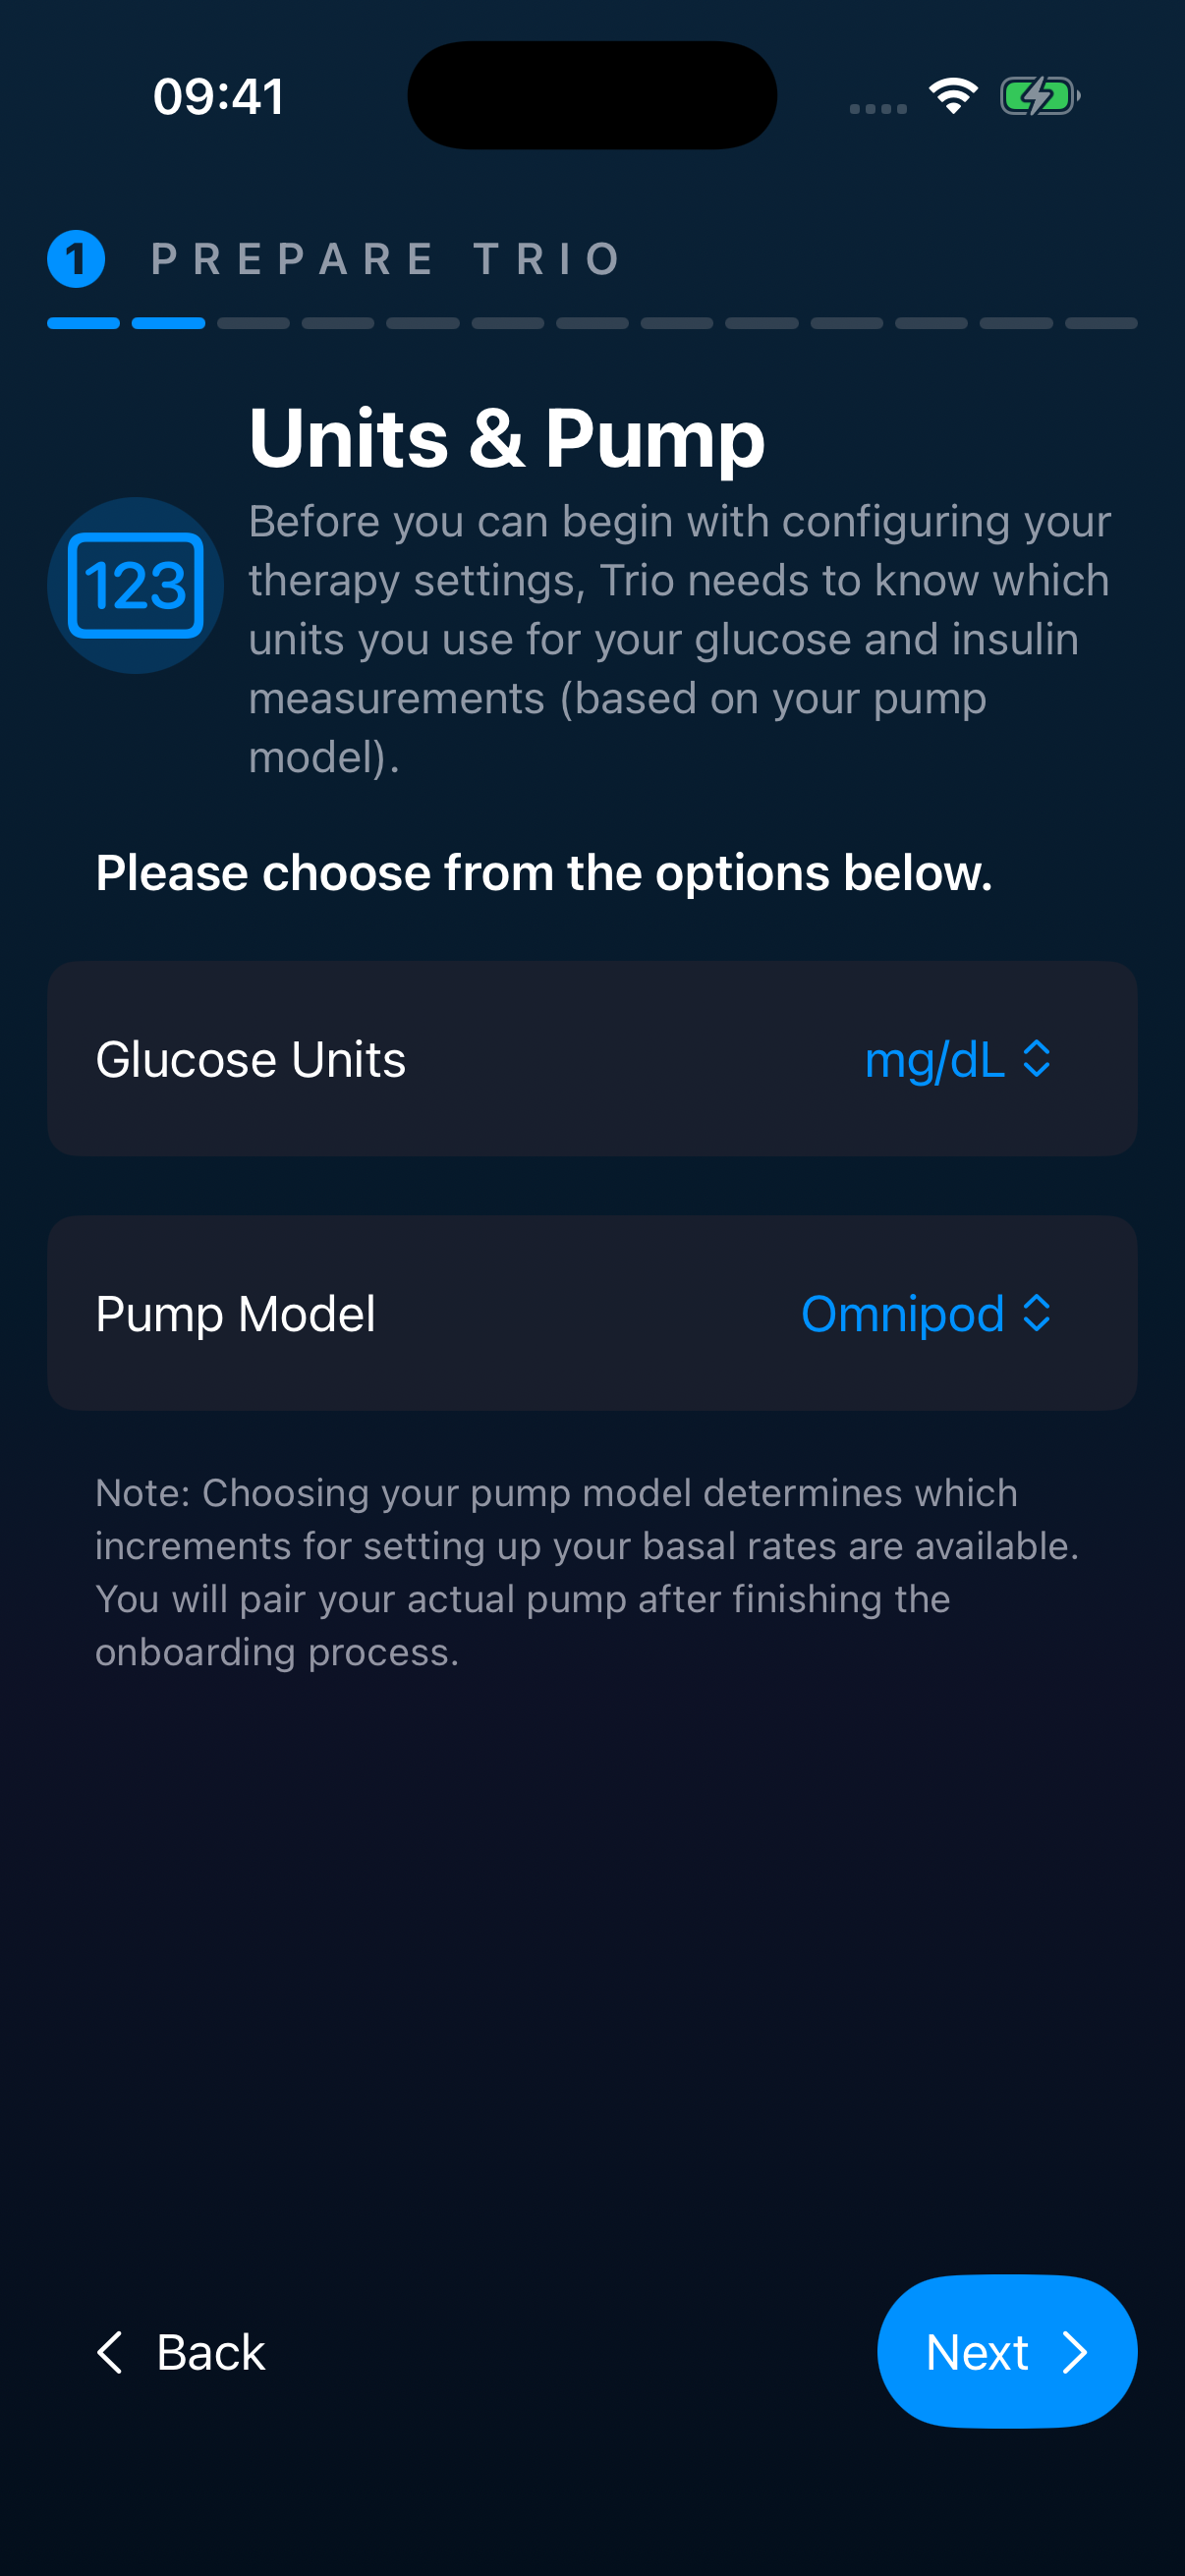 09:41
1 PREPARE TRIO
Units & Pump
Before you can begin with configuring your
therapy settings, Trio needs to know which
units you use for your glucose and insulin
measurements (based on your pump
model).
123
Please choose from the options below.
Glucose Units mg/dL
Pump Model Omnipod
Note: Choosing your pump model determines which
increments for setting up your basal rates are available.
You will pair your actual pump after finishing the
onboarding process.
Back Next